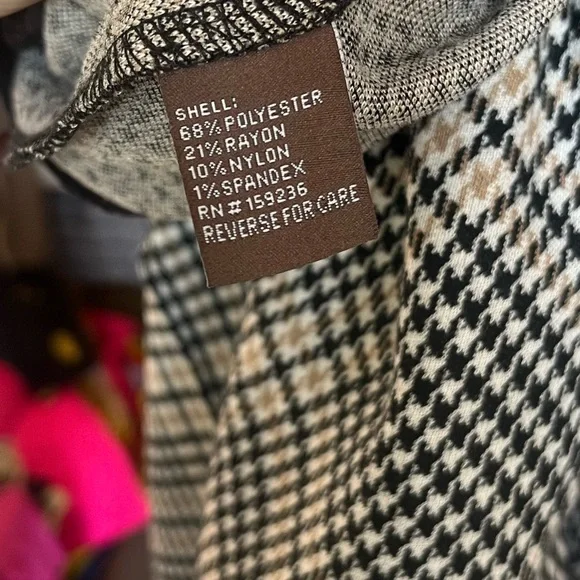 SHELL:
68% POLYESTER
21% RAYON
10% NYLON
1% SPANDEX
RN # 159236
REVERSE FOR CARE